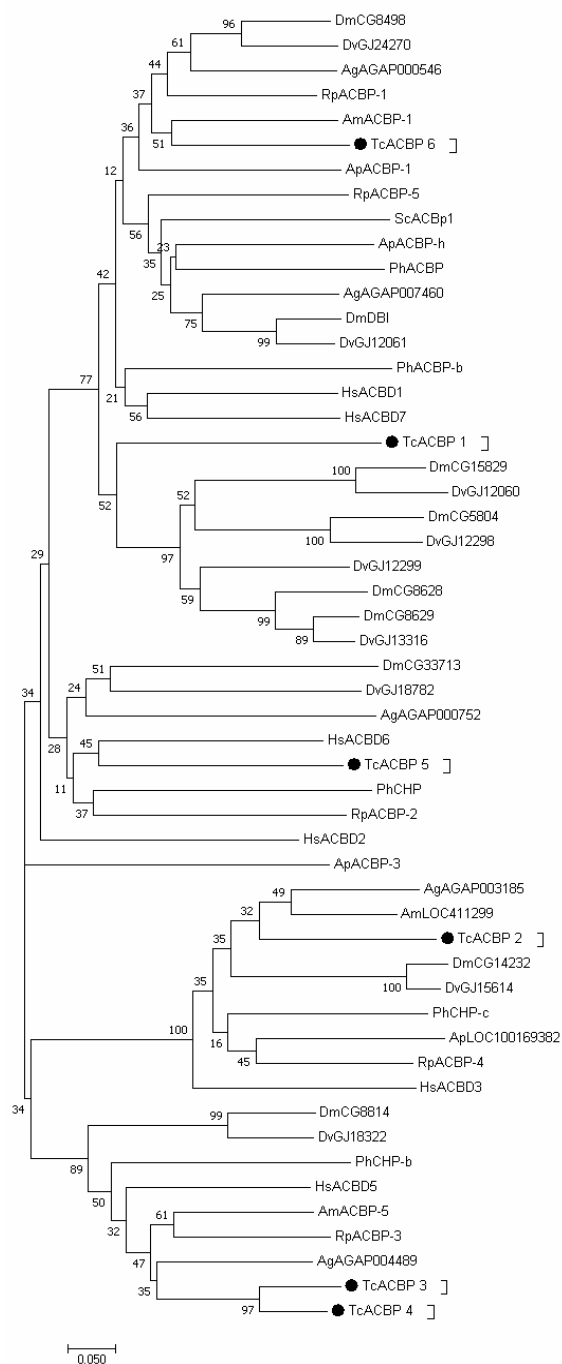 96
DmCG8498
61
DvGJ24270
44
AgAGAP000546
37
RpACBP-1
36
AmACBP-1
51
TcACBP 6
12
ApACBP-1
RpACBP-5
56
ScACBp1
23
ApACBP-h
35
PhACBP
42
25
AgAGAP007460
75
DmDBI
99
DvGJ12061
77
PhACBP-b
21
HsACBD1
56
HsACBD7
TcACBP 1
100
DmCG15829
52
52
DvGJ12060
DmCG5804
100
DvGJ12298
97
29
DvGJ12299
59
DmCG8628
99
DmCG8629
89
DvGJ13316
51
DmCG33713
34
24
DvGJ18782
AgAGAP000752
28
45
HsACBD6
TcACBP 5
11
PhCHP
37
RpACBP-2
HsACBD2
ApACBP-3
49
AgAGAP003185
32
AmLOC411299
35
TcACBP 2
DmCG14232
35
100
DvGJ15614
100
PhCHP-c
16
ApLOC100169382
45
RpACBP-4
HsACBD3
34
99
DmCG8814
DvGJ18322
89
PhCHP-b
50
HsACBD5
32
61
AmACBP-5
RpACBP-3
47
AgAGAP004489
35
TcACBP 3
97
TcACBP 4
0.050